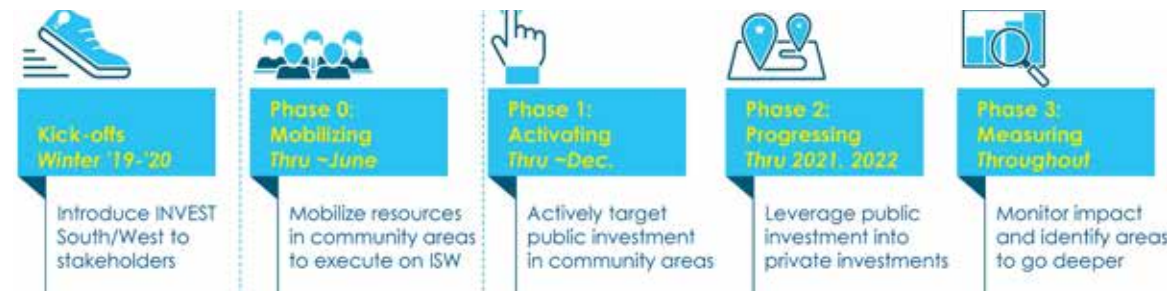 Kick-offs
Winter '19-'20
Introduce INVEST
South/West to
stakeholders
Phase 0:
Mobilizing
Thru ~June
Mobilize resources
in community areas
to execute on ISW
Phase 1:
Activating
Thru ~Dec.
Actively target
public investment
in community areas
Phase 2:
Progressing
Thru 2021, 2022
Leverage public
investment into
private investments
Phase 3:
Measuring
Throughout
Monitor impact
and identify areas
to go deeper